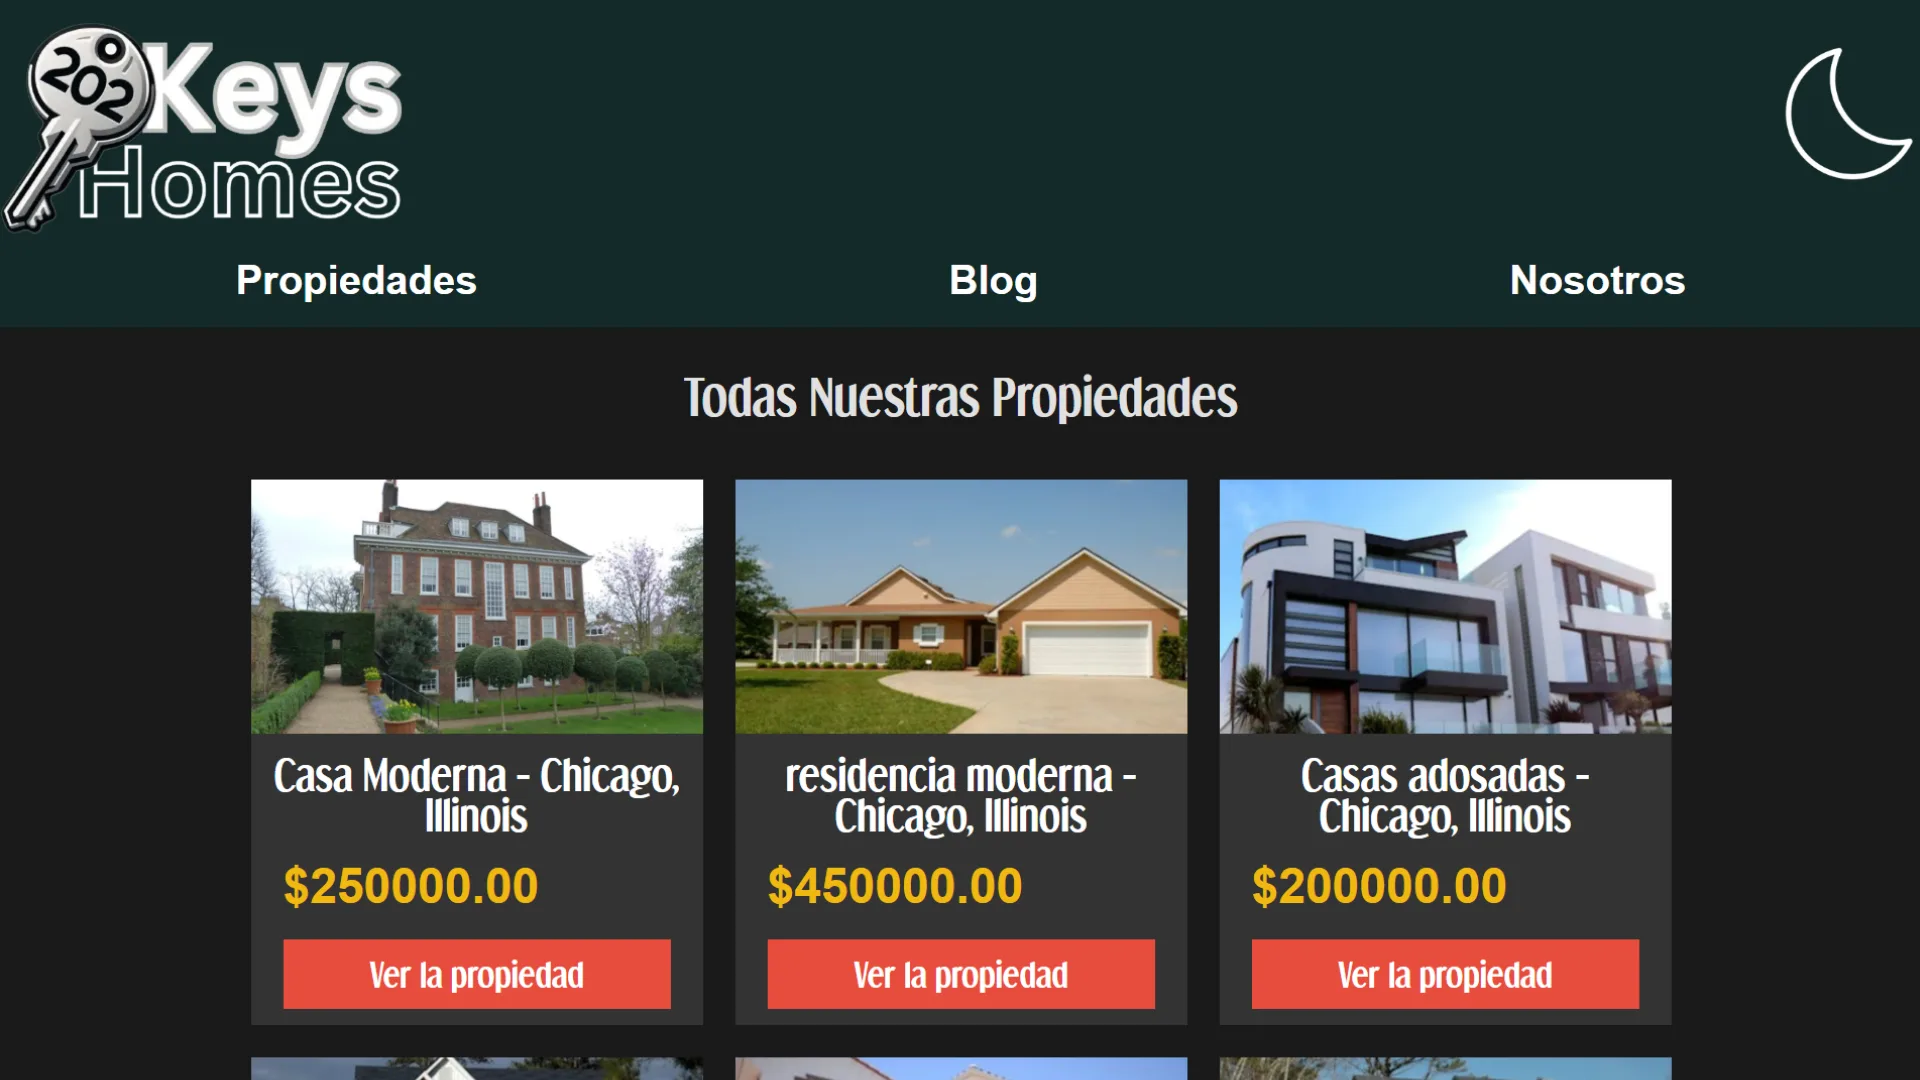 202
Keys
Homes
Propiedades
Blog
Nosotros
Todas Nuestras Propiedades
Casa Moderna - Chicago,
Illinois
$250000.00
Ver la propiedad
residencia moderna -
Chicago, Illinois
$450000.00
Ver la propiedad
Casas adosadas -
Chicago, Illinois
$200000.00
Ver la propiedad